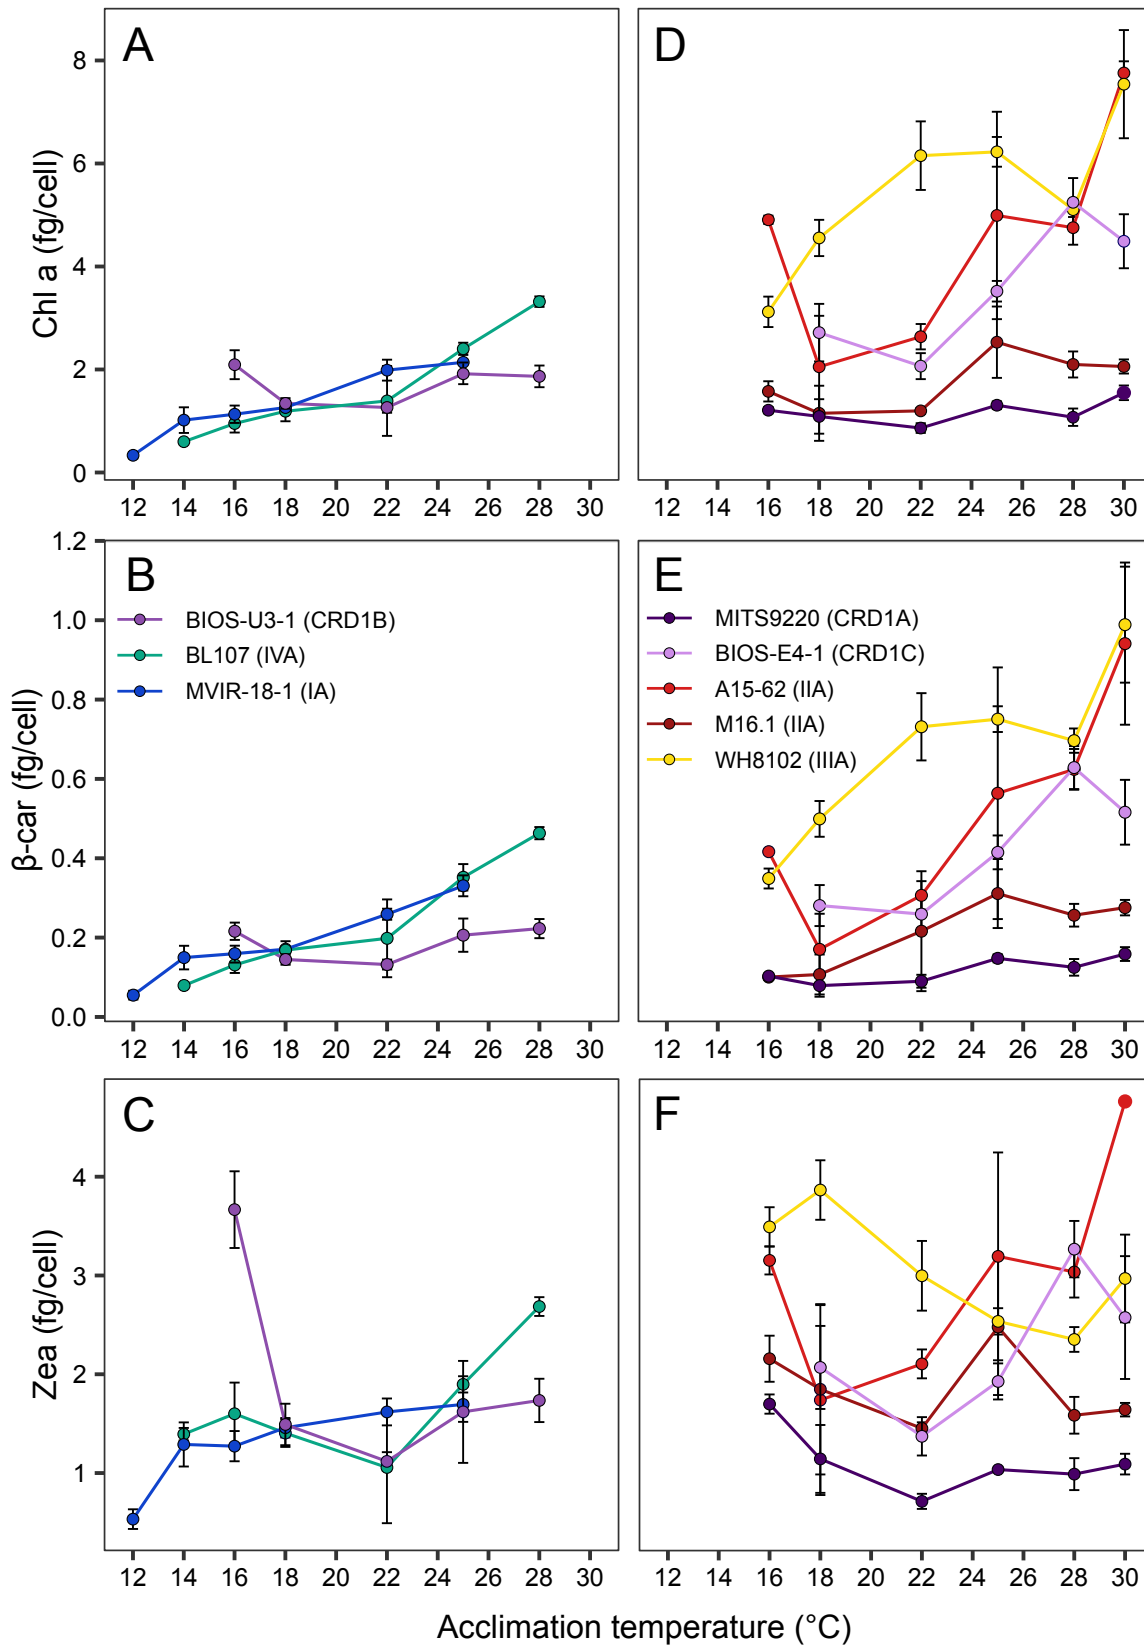 A
D
8
6
4
2
0
Chl a (fg/cell)
12 14 16 18 20 22 24 26 28 30
12 14 16 18 20 22 24 26 28 30
B
E
1.2
1.0
0.8
0.6
0.4
0.2
0.0
β-car (fg/cell)
BIOS-U3-1 (CRD1B)
BL107 (IVA)
MVIR-18-1 (IA)
MITS9220 (CRD1A)
BIOS-E4-1 (CRD1C)
A15-62 (IIA)
M16.1 (IIA)
WH8102 (IIIA)
12 14 16 18 20 22 24 26 28 30
12 14 16 18 20 22 24 26 28 30
C
F
4
3
2
1
Zea (fg/cell)
12 14 16 18 20 22 24 26 28 30
12 14 16 18 20 22 24 26 28 30
Acclimation temperature (°C)